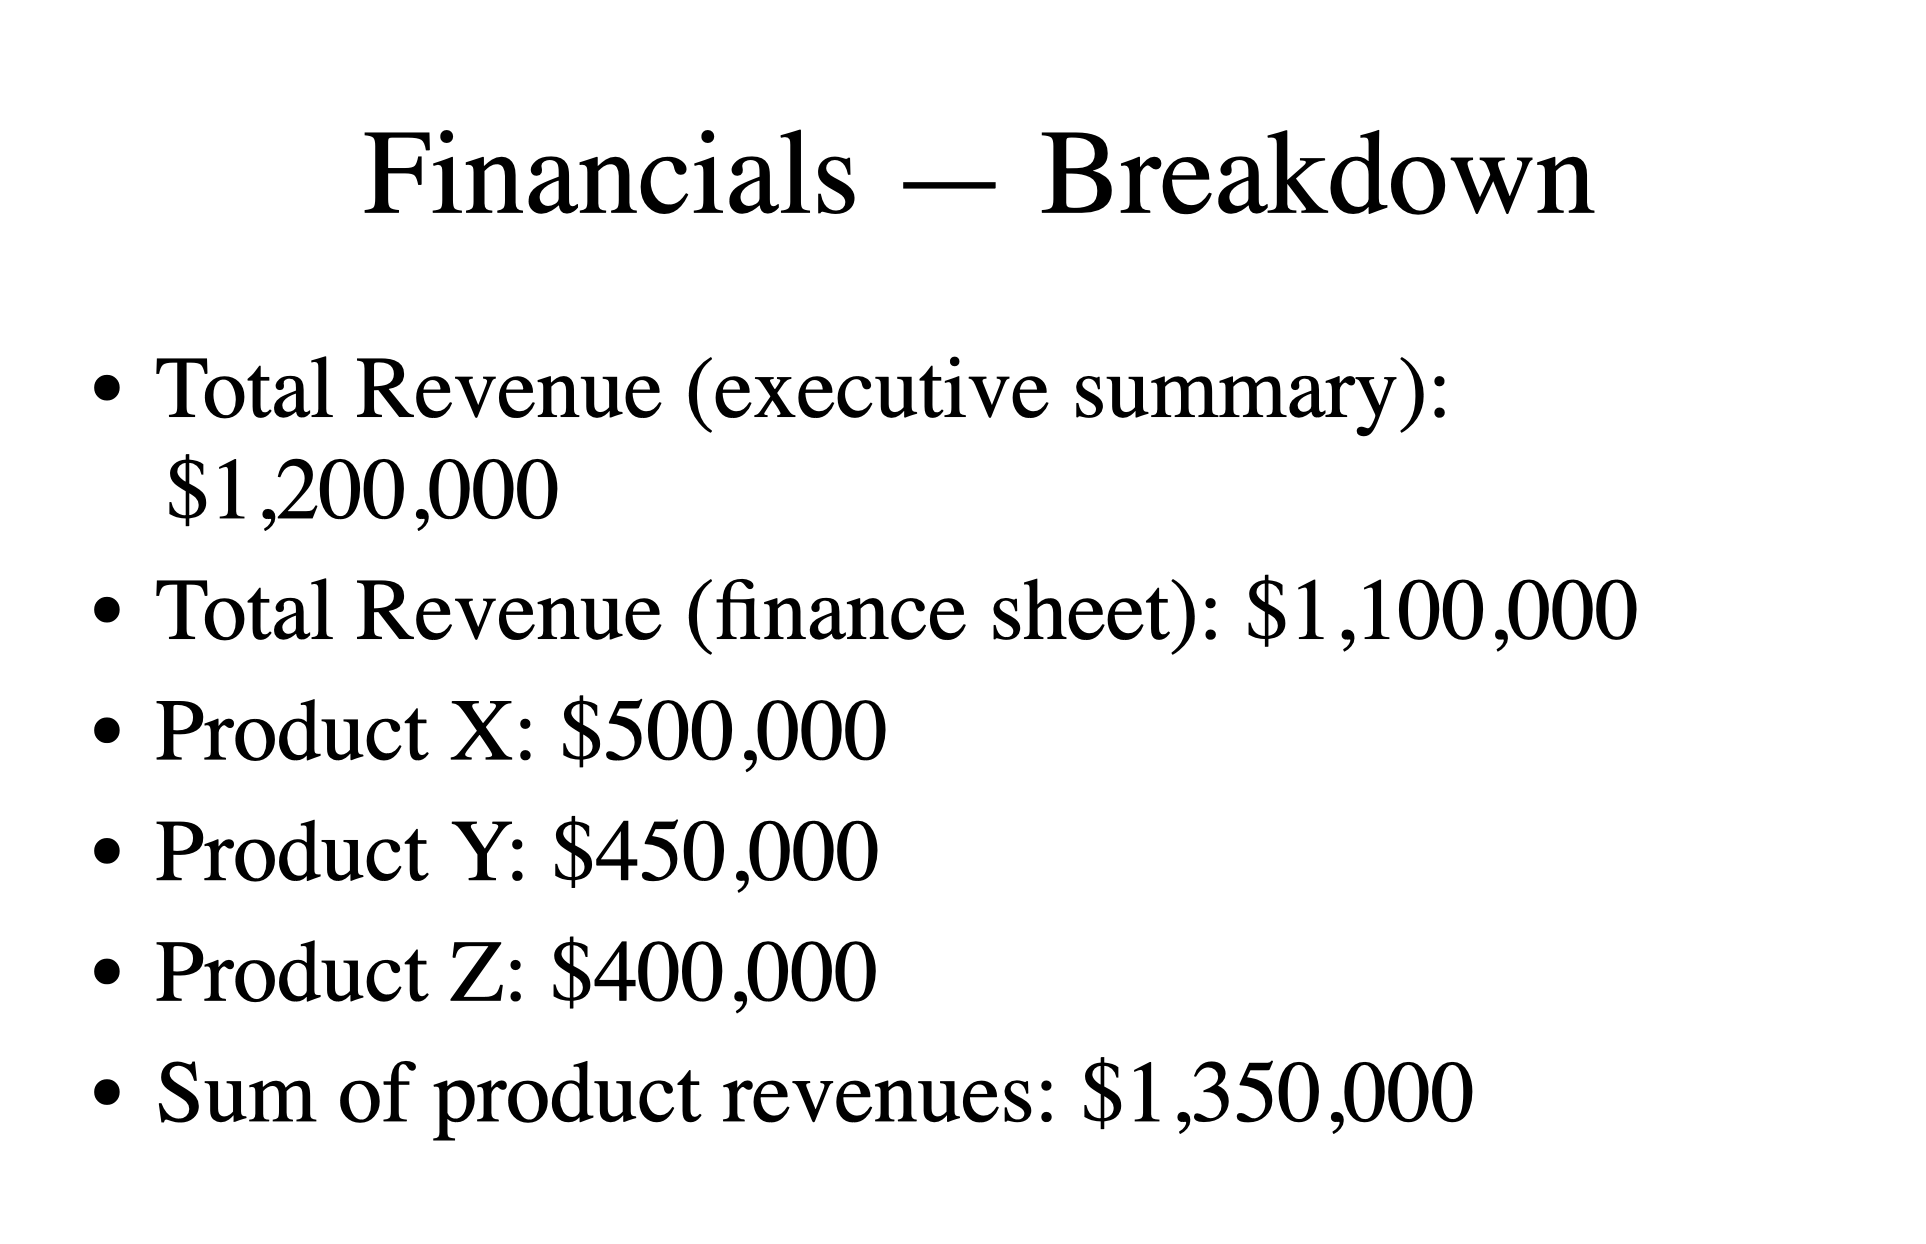 Financials — Breakdown
• Total Revenue (executive summary):
$1,200,000
• Total Revenue (finance sheet): $1,100,000
• Product X: $500,000
• Product Y: $450,000
• Product Z: $400,000
• Sum of product revenues: $1,350,000